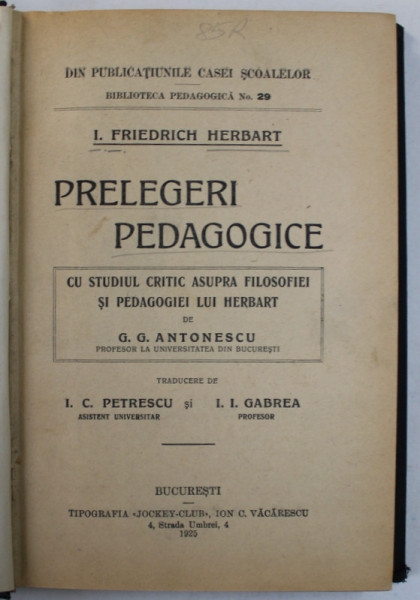 85R
DIN PUBLICAȚIUNILE CASEI ȘCOALELOR
BIBLIOTECA PEDAGOGICĂ No. 29
I. FRIEDRICH HERBART
PRELEGERI
PEDAGOGICE
CU STUDIUL CRITIC ASUPRA FILOSOFIEI
ȘI PEDAGOGIEI LUI HERBART
DE
G. G. ANTONESCU
PROFESOR LA UNIVERSITATEA DIN BUCUREȘTI
TRADUCERE DE
I. C. PETRESCU și I. I. GABREA
ASISTENT UNIVERSITAR PROFESOR
BUCUREȘTI
TIPOGRAFIA «JOCKEY-CLUB», ION C. VĂCĂRESCU
4, Strada Umbrei, 4
1925